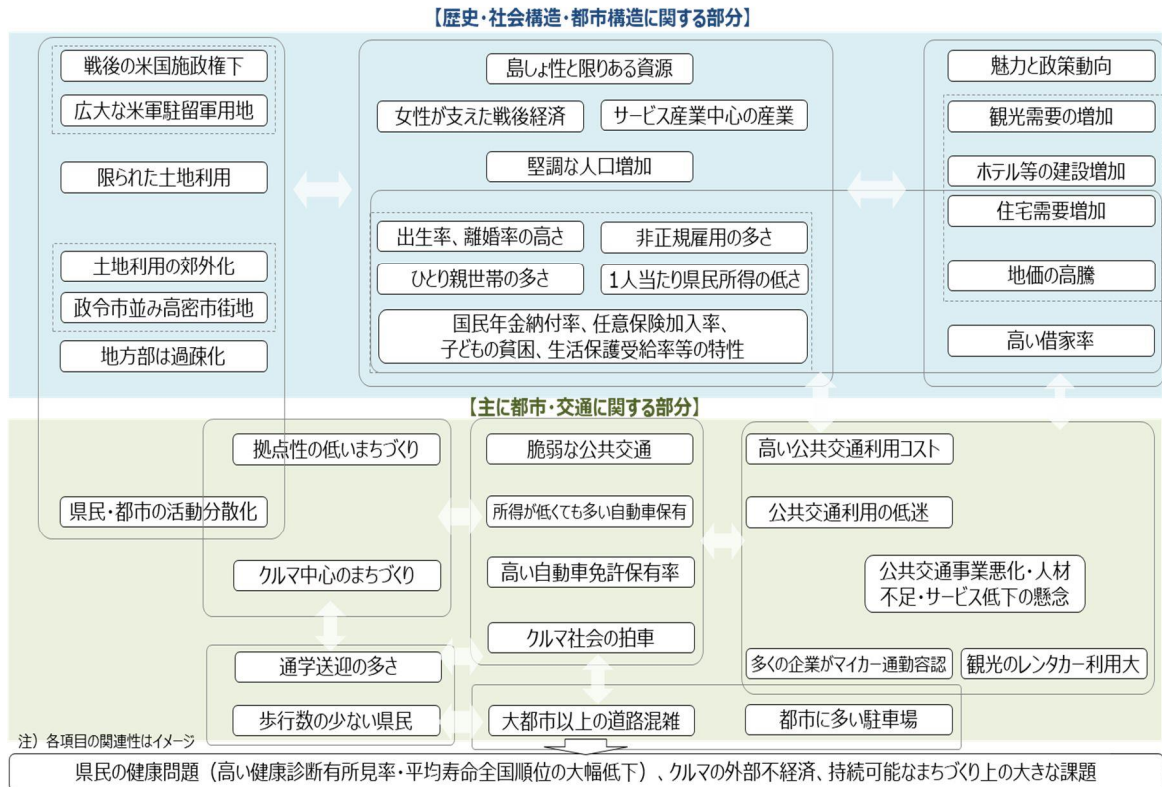 【歴史・社会構造・都市構造に関する部分】
戦後の米国施政権下
広大な米軍駐留軍用地
限られた土地利用
土地利用の郊外化
政令市並み高密市街地
地方部は過疎化
島しょ性と限りある資源
女性が支えた戦後経済
サービス産業中心の産業
堅調な人口増加
出生率、離婚率の高さ
非正規雇用の多さ
ひとり親世帯の多さ
1人当たり県民所得の低さ
国民年金納付率、任意保険加入率、
子どもの貧困、生活保護受給率等の特性
魅力と政策動向
観光需要の増加
ホテル等の建設増加
住宅需要増加
地価の高騰
高い借家率
【主に都市・交通に関する部分】
拠点性の低いまちづくり
県民・都市の活動分散化
クルマ中心のまちづくり
通学送迎の多さ
歩行数の少ない県民
脆弱な公共交通
所得が低くても多い自動車保有
高い自動車免許保有率
クルマ社会の拍車
大都市以上の道路混雑
高い公共交通利用コスト
公共交通利用の低迷
公共交通事業悪化・人材
不足・サービス低下の懸念
多くの企業がマイカー通勤容認
観光のレンタカー利用大
都市に多い駐車場
注）各項目の関連性はイメージ
県民の健康問題（高い健康診断有所見率・平均寿命全国順位の大幅低下）、クルマの外部不経済、持続可能なまちづくり上の大きな課題